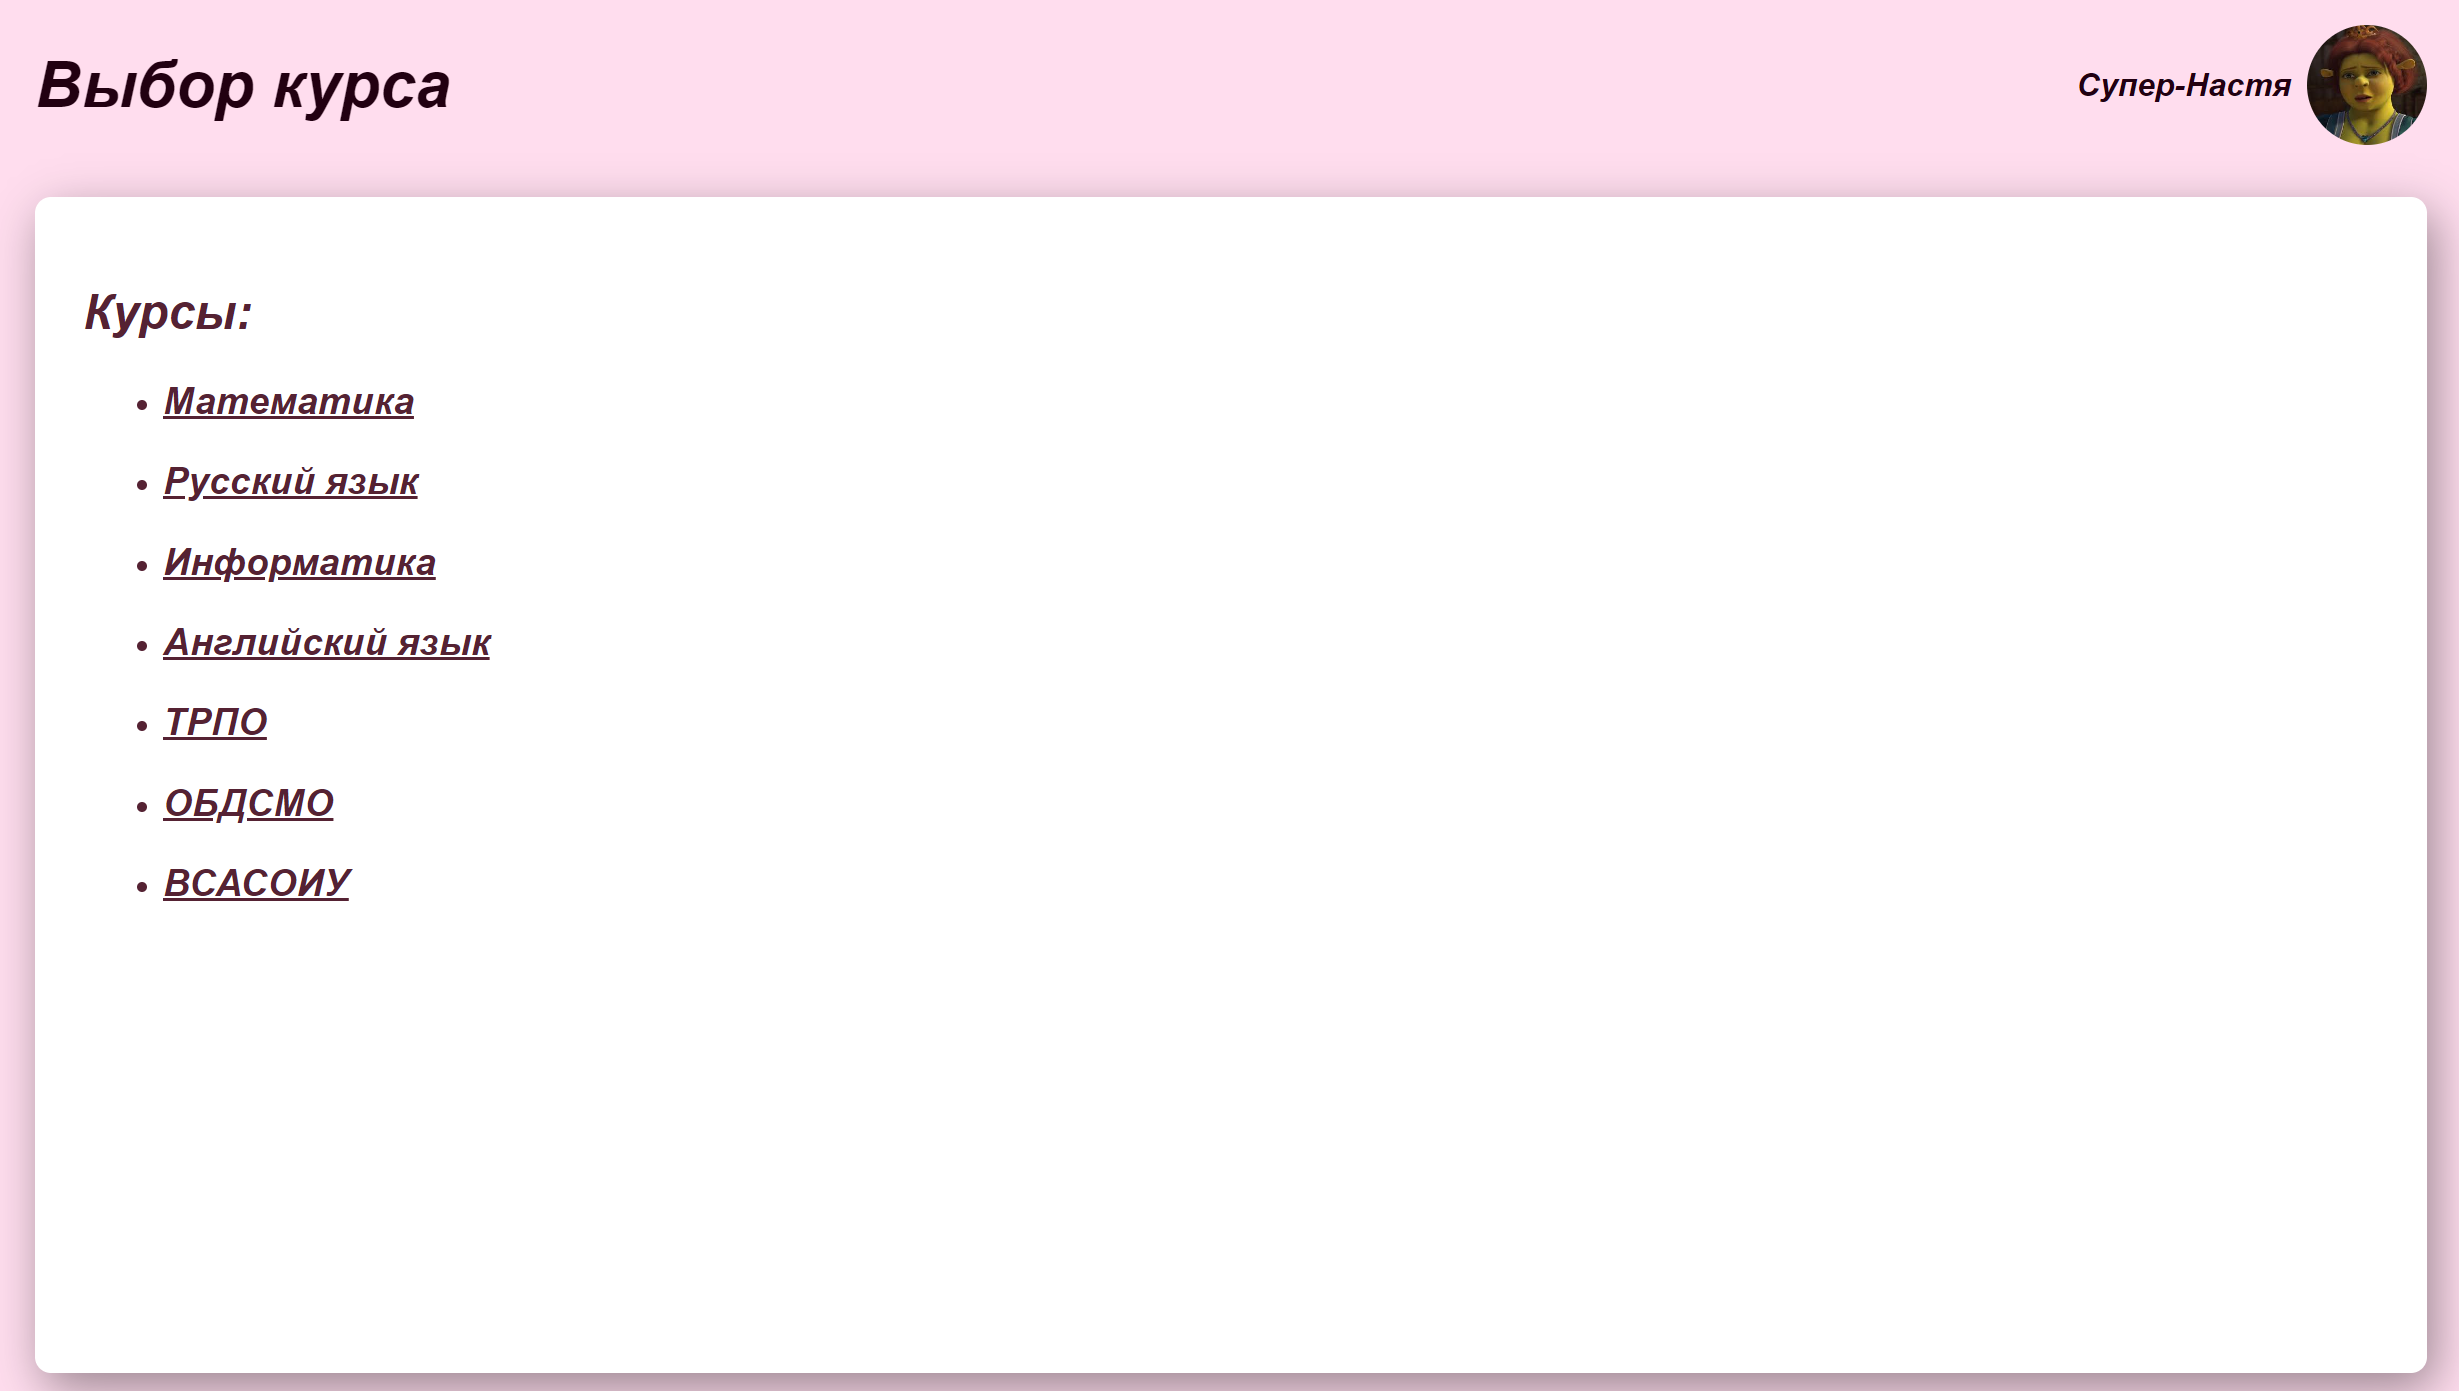 Выбор курса
Супер-Настя
Курсы:
Математика
Русский язык
Информатика
Английский язык
ТРПО
ОБДСМО
ВСАСОИУ